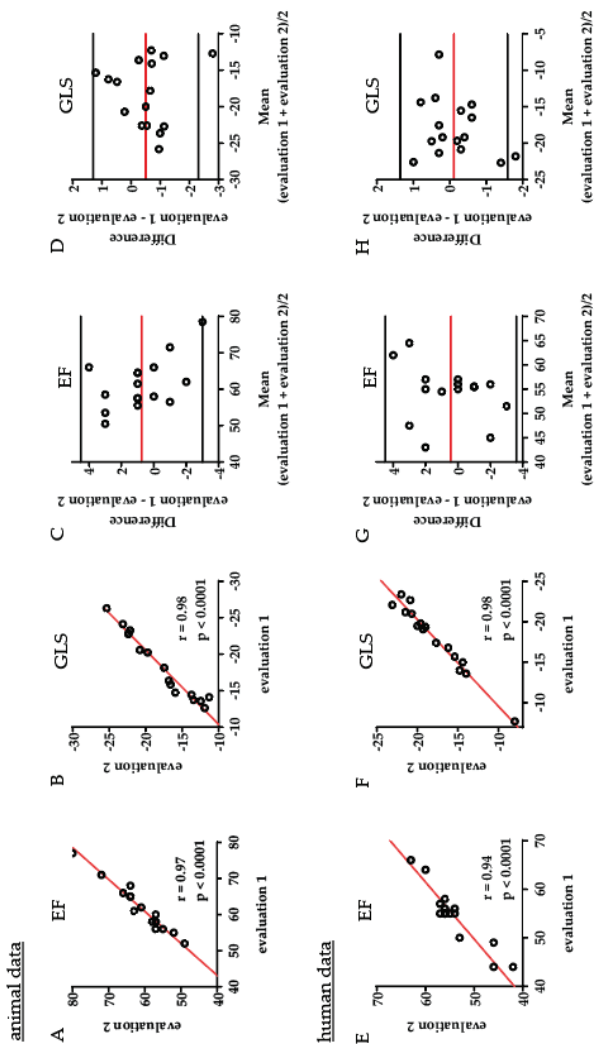 animal data
A
EF
evaluation 2
80
70
60
50
40
r = 0.97
p < 0.0001
40 50 60 70 80
evaluation 1
B
GLS
evaluation 2
-30
-25
-20
-15
-10
r = 0.98
p < 0.0001
-10 -15 -20 -25 -30
evaluation 1
C
EF
Difference
evaluation 1 - evaluation 2
4
2
0
-2
-4
40 50 60 70 80
Mean
(evaluation 1 + evaluation 2)/2
D
GLS
Difference
evaluation 1 - evaluation 2
2
1
0
-1
-2
-3
-30 -25 -20 -15 -10
Mean
(evaluation 1 + evaluation 2)/2
human data
E
EF
evaluation 2
70
60
50
40
r = 0.94
p < 0.0001
40 50 60 70
evaluation 1
F
GLS
evaluation 2
-25
-20
-15
-10
r = 0.98
p < 0.0001
-10 -15 -20 -25
evaluation 1
G
EF
Difference
evaluation 1 - evaluation 2
4
2
0
-2
-4
40 45 50 55 60 65 70
Mean
(evaluation 1 + evaluation 2)/2
H
GLS
Difference
evaluation 1 - evaluation 2
2
1
0
-1
-2
-25 -20 -15 -10 -5
Mean
(evaluation 1 + evaluation 2)/2